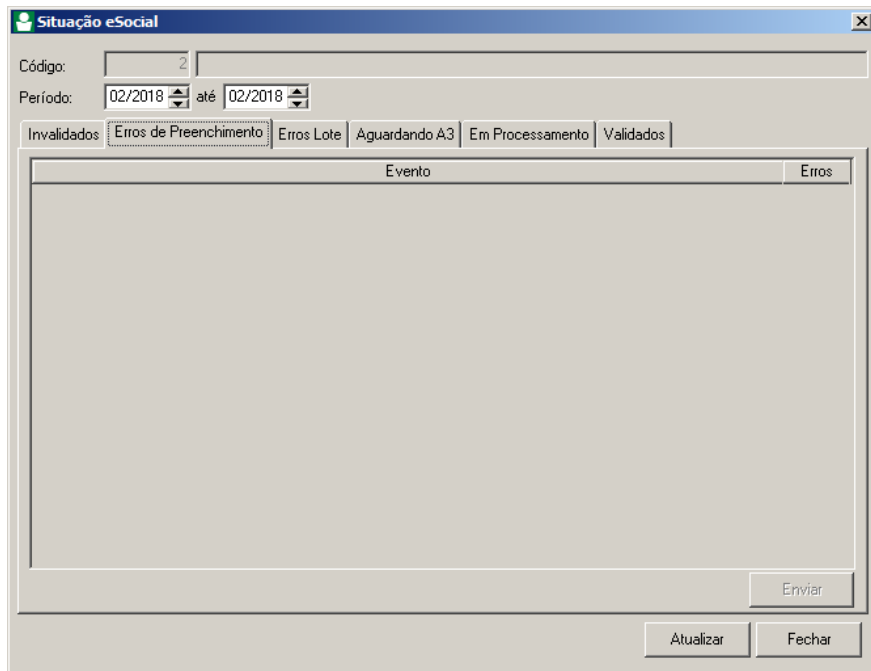 Situação eSocial
Código: 2
Período: 02/2018 até 02/2018
Invalidados Erros de Preenchimento Erros Lote Aguardando A3 Em Processamento Validados
Evento Erros
Enviar
Atualizar Fechar